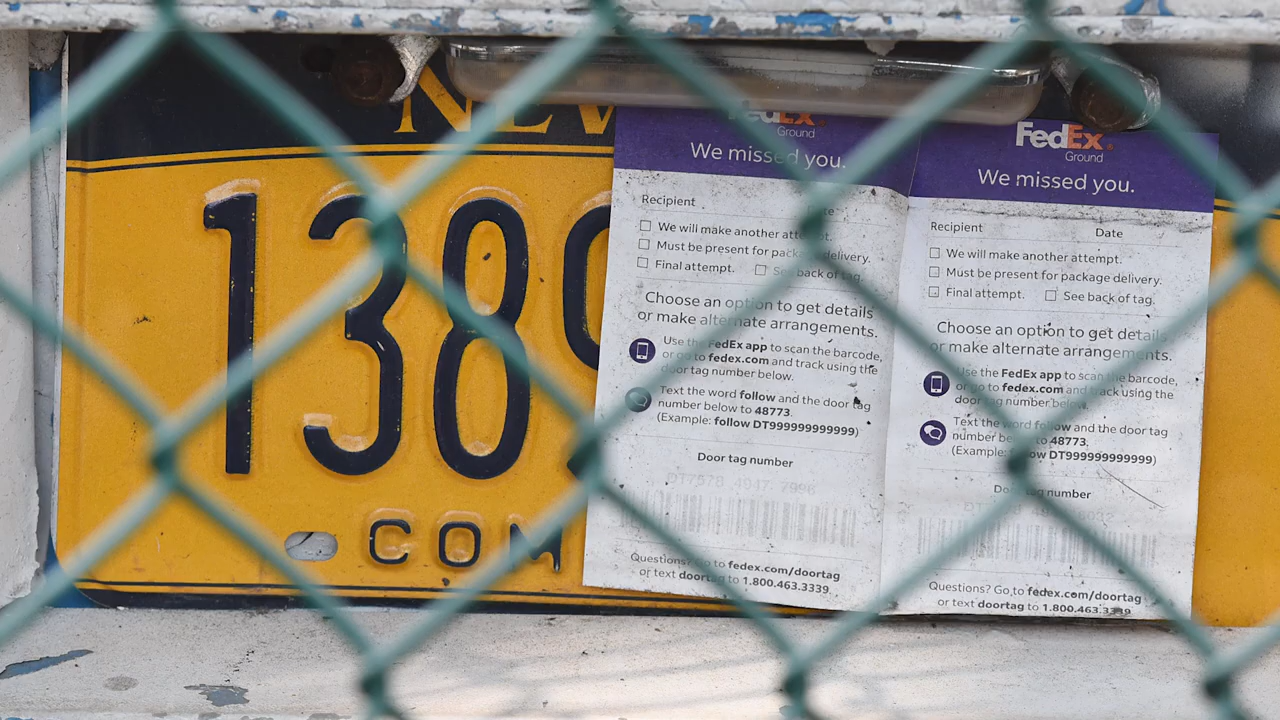 NEW
138
COM
FedEx®
Ground
We missed you.
Recipient
We will make another attempt.
Must be present for package delivery.
Final attempt. See back of tag.
Choose an option to get details
or make alternate arrangements.
Use the FedEx app to scan the barcode,
or go to fedex.com and track using the
door tag number below.
Text the word follow and the door tag
number below to 48773.
(Example: follow DT999999999999)
Door tag number
Questions? Go to fedex.com/doortag
or text doortag to 1.800.463.3339.
FedEx®
Ground
We missed you.
Recipient Date
We will make another attempt.
Must be present for package delivery.
Final attempt. See back of tag.
Choose an option to get details
or make alternate arrangements.
Use the FedEx app to scan the barcode,
or go to fedex.com and track using the
door tag number below.
Text the word follow and the door tag
number below to 48773.
(Example: follow DT999999999999)
Door tag number
Questions? Go to fedex.com/doortag
or text doortag to 1.800.463.3339